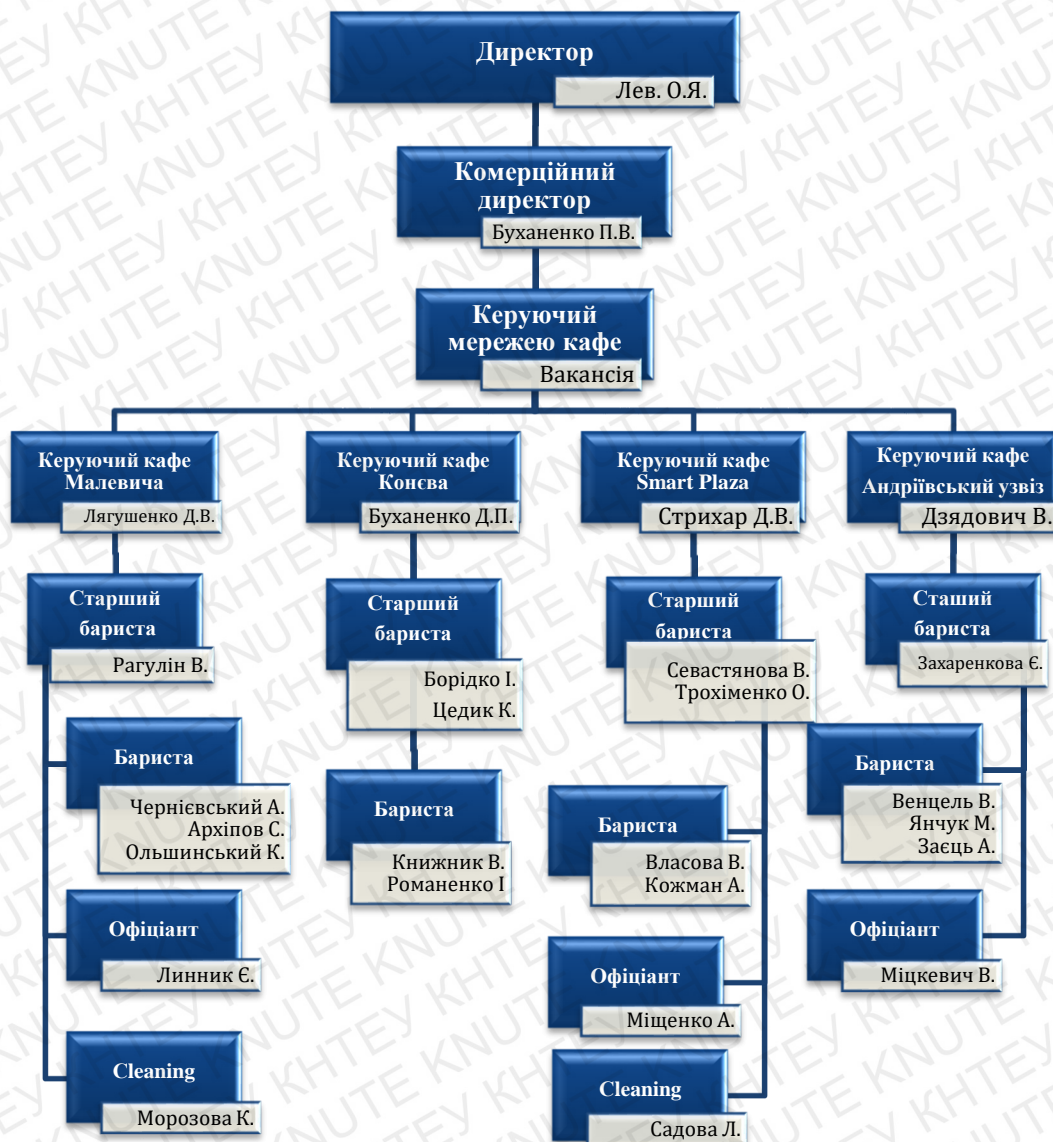 Директор
Лев. О.Я.
Комерційний
директор
Буханенко П.В.
Керуючий
мережею кафе
Вакансія
Керуючий кафе
Малевича
Лягушенко Д.В.
Старший
бариста
Рагулін В.
Бариста
Чернієвський А.
Архіпов С.
Ольшинський К.
Офіціант
Линник Є.
Cleaning
Морозова К.
Керуючий кафе
Конєва
Буханенко Д.П.
Старший
бариста
Борідко І.
Цедик К.
Бариста
Книжник В.
Романенко І
Керуючий кафе
Smart Plaza
Стрихар Д.В.
Старший
бариста
Севастянова В.
Трохіменко О.
Бариста
Власова В.
Кожман А.
Офіціант
Міщенко А.
Cleaning
Садова Л.
Керуючий кафе
Андріївський узвіз
Дзядович В.
Сташий
бариста
Захаренкова Є.
Бариста
Венцель В.
Янчук М.
Заєць А.
Офіціант
Міцкевич В.
KNUTE КНТЕУ